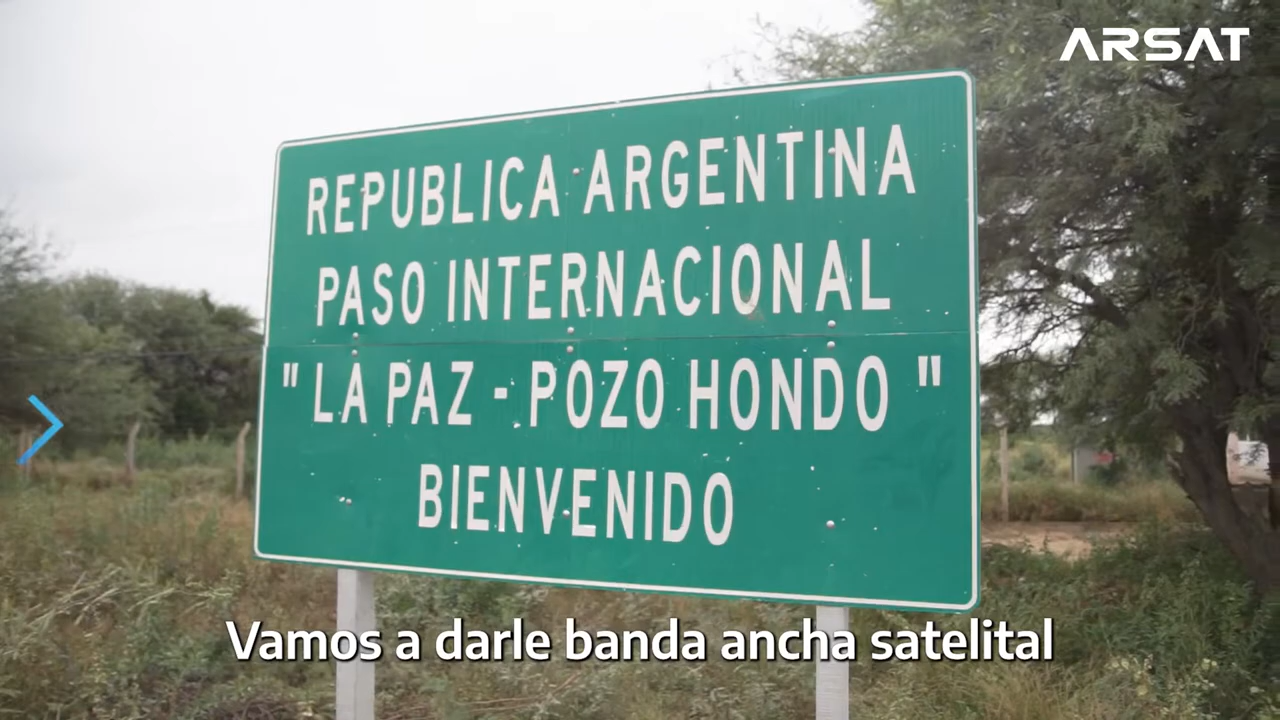 ARSAT
REPUBLICA ARGENTINA
PASO INTERNACIONAL
" LA PAZ - POZO HONDO "
BIENVENIDO
Vamos a darle banda ancha satelital